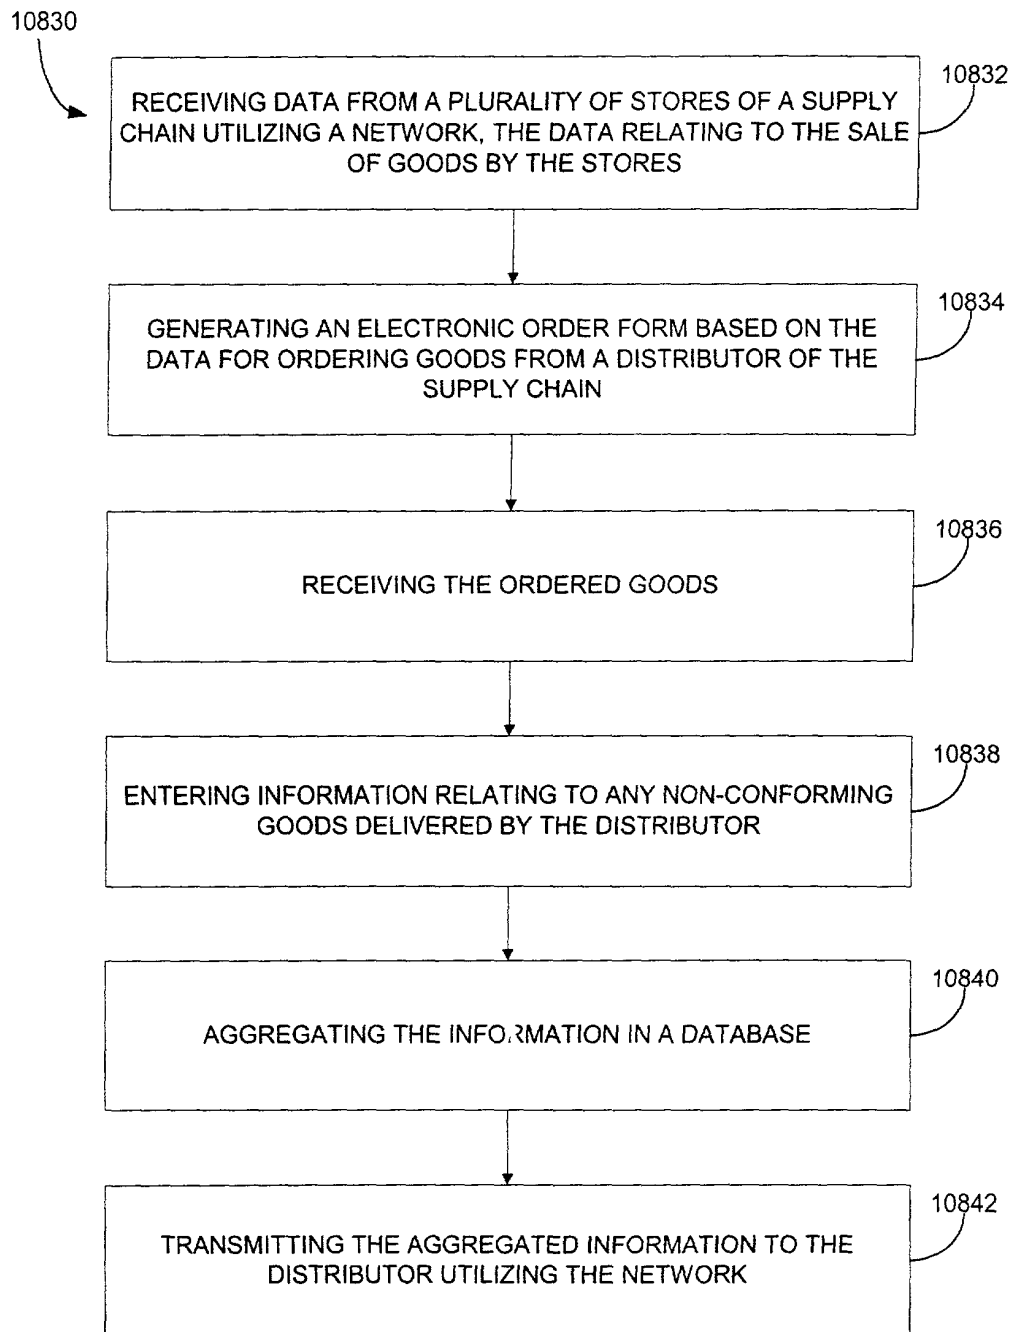 10830
10832
RECEIVING DATA FROM A PLURALITY OF STORES OF A SUPPLY
CHAIN UTILIZING A NETWORK, THE DATA RELATING TO THE SALE
OF GOODS BY THE STORES
10834
GENERATING AN ELECTRONIC ORDER FORM BASED ON THE
DATA FOR ORDERING GOODS FROM A DISTRIBUTOR OF THE
SUPPLY CHAIN
10836
RECEIVING THE ORDERED GOODS
10838
ENTERING INFORMATION RELATING TO ANY NON-CONFORMING
GOODS DELIVERED BY THE DISTRIBUTOR
10840
AGGREGATING THE INFORMATION IN A DATABASE
10842
TRANSMITTING THE AGGREGATED INFORMATION TO THE
DISTRIBUTOR UTILIZING THE NETWORK